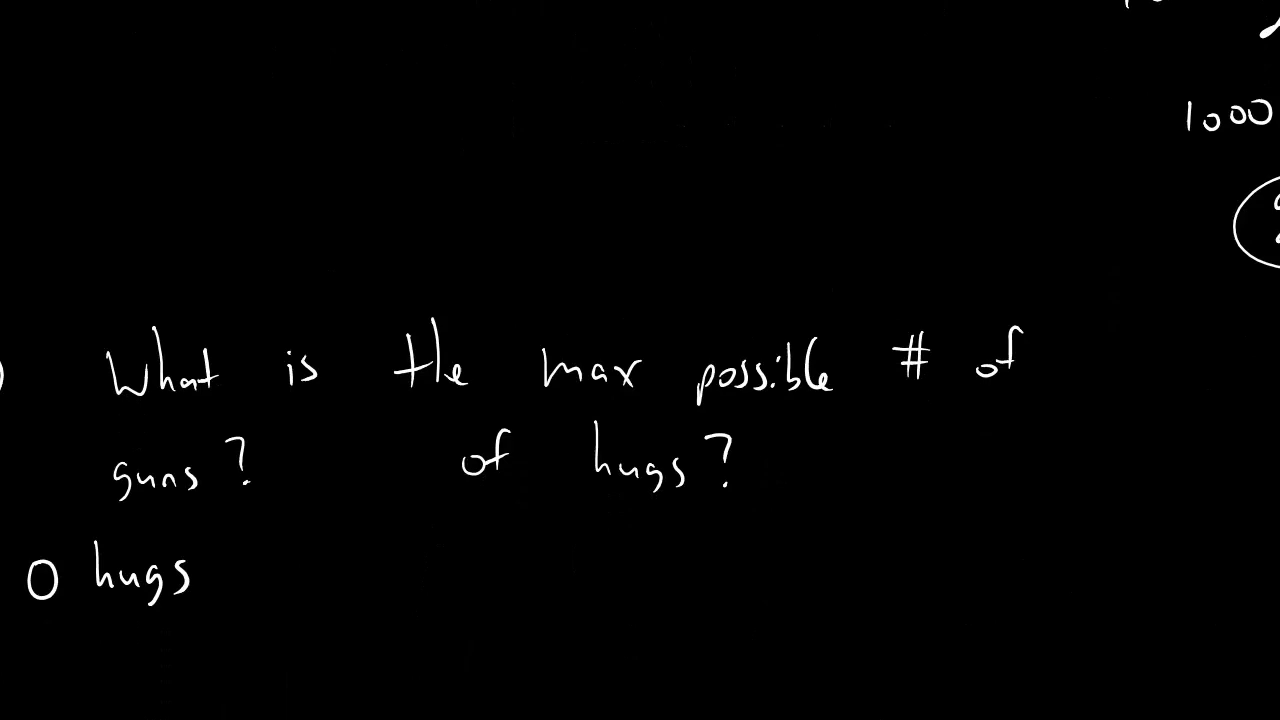 1000
What is the max possible # of
guns? of hugs?
0 hugs